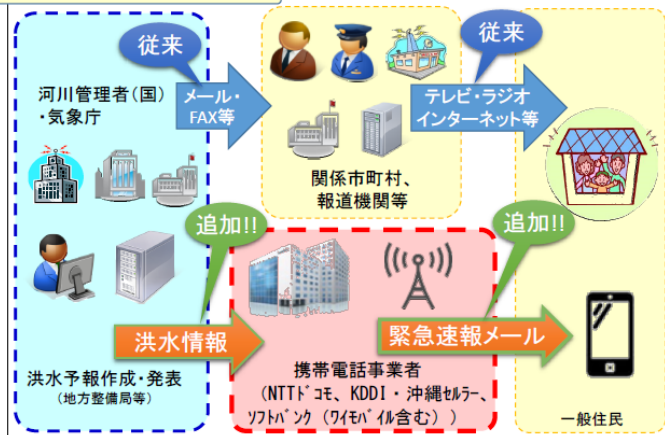 従来
従来
河川管理者(国)
・気象庁
メール・
FAX等
テレビ・ラジオ
インターネット等
関係市町村、
報道機関等
追加!!
追加!!
洪水情報
緊急速報メール
洪水予報作成・発表
(地方整備局等)
携帯電話事業者
(NTTドコモ、KDDI・沖縄セルラー、
ソフトバンク(ワイモバイル含む))
一般住民